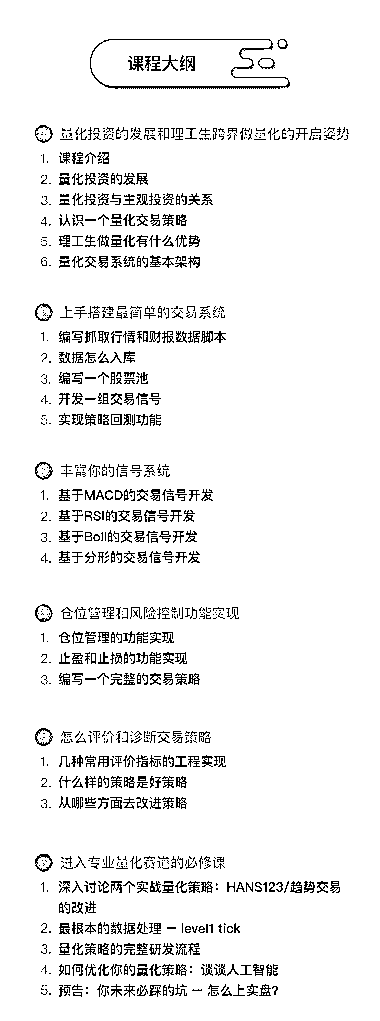 课程大纲
量化投资的发展和理工生跨界做量化的开启姿势
1. 课程介绍
2. 量化投资的发展
3. 量化投资与主观投资的关系
4. 认识一个量化交易策略
5. 理工生做量化有什么优势
6. 量化交易系统的基本架构
上手搭建最简单的交易系统
1. 编写抓取行情和财报数据脚本
2. 数据怎么入库
3. 编写一个股票池
4. 开发一组交易信号
5. 实现策略回测功能
丰富你的信号系统
1. 基于MACD的交易信号开发
2. 基于RSI的交易信号开发
3. 基于Boll的交易信号开发
4. 基于分形的交易信号开发
仓位管理和风险控制功能实现
1. 仓位管理的功能实现
2. 止盈和止损的功能实现
3. 编写一个完整的交易策略
怎么评价和诊断交易策略
1. 几种常用评价指标的工程实现
2. 什么样的策略是好策略
3. 从哪些方面去改进策略
进入专业量化赛道的必修课
1. 深入讨论两个实战量化策略：HANS123/趋势交易
的改进
2. 最根本的数据处理 － level1 tick
3. 量化策略的完整研发流程
4. 如何优化你的量化策略：谈谈人工智能
5. 预告：你未来必踩的坑 － 怎么上实盘？